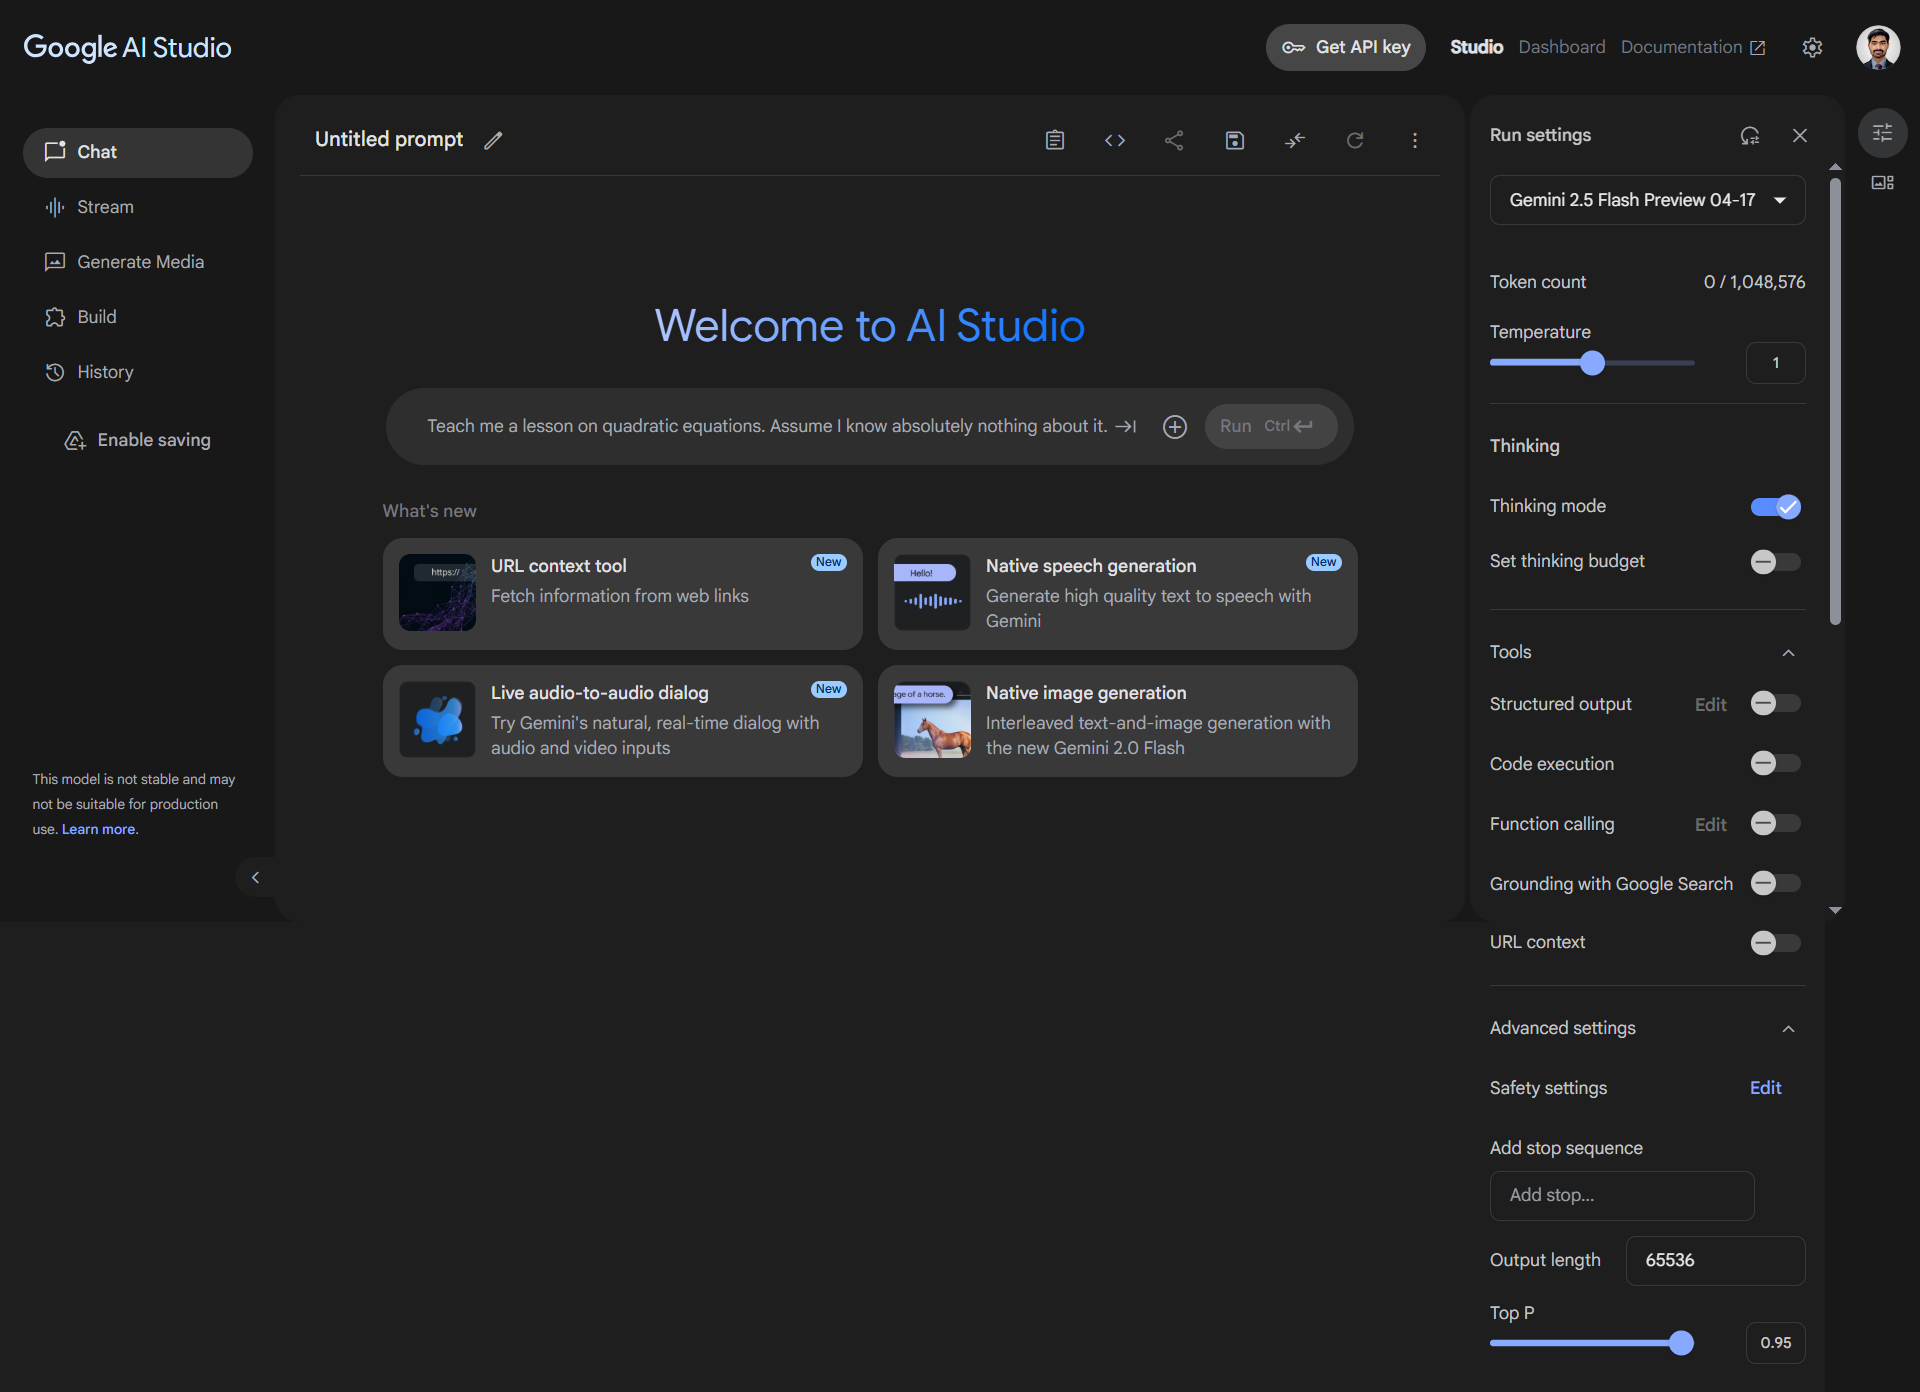 Google AI Studio
Get API key
Studio
Dashboard
Documentation
Chat
Stream
Generate Media
Build
History
Enable saving
This model is not stable and may
not be suitable for production
use. Learn more.
Untitled prompt
Welcome to AI Studio
Teach me a lesson on quadratic equations. Assume I know absolutely nothing about it.
Run Ctrl
What's new
https://
URL context tool
New
Fetch information from web links
Hello!
Native speech generation
New
Generate high quality text to speech with
Gemini
Live audio-to-audio dialog
New
Try Gemini's natural, real-time dialog with
audio and video inputs
age of a horse.
Native image generation
Interleaved text-and-image generation with
the new Gemini 2.0 Flash
Run settings
Gemini 2.5 Flash Preview 04-17
Token count 0 / 1,048,576
Temperature
1
Thinking
Thinking mode
Set thinking budget
Tools
Structured output Edit
Code execution
Function calling Edit
Grounding with Google Search
URL context
Advanced settings
Safety settings Edit
Add stop sequence
Add stop...
Output length 65536
Top P
0.95